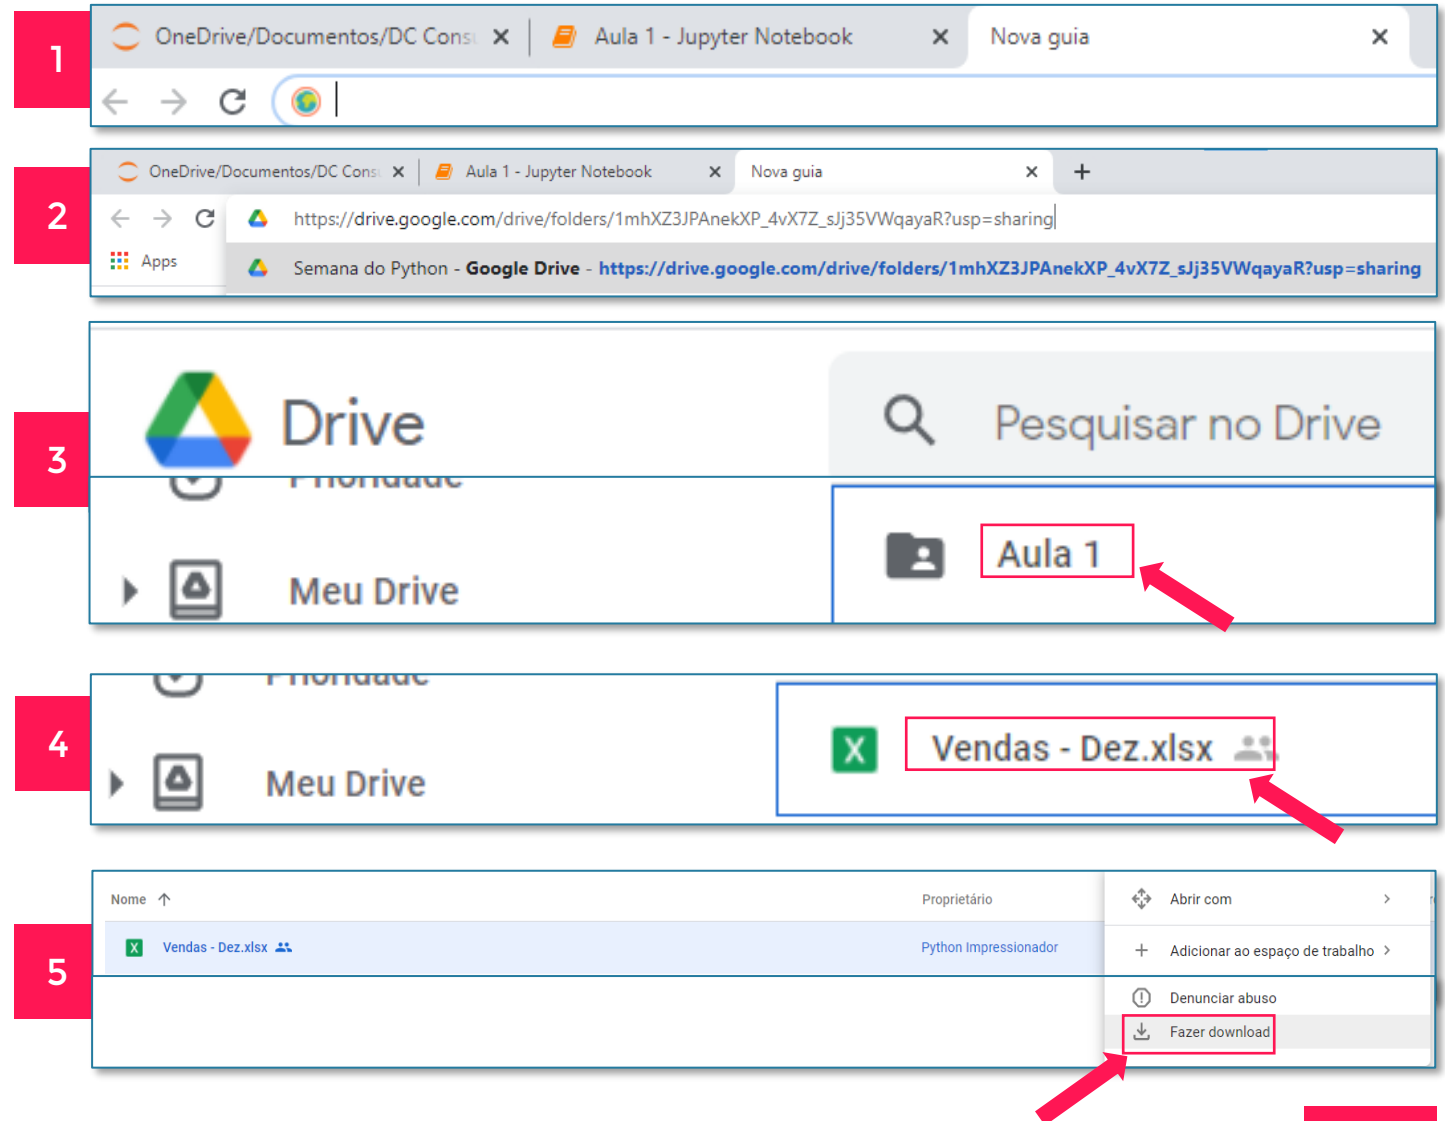 1
OneDrive/Documentos/DC Cons
Aula 1 - Jupyter Notebook
Nova guia
2
OneDrive/Documentos/DC Cons
Aula 1 - Jupyter Notebook
Nova guia
https://drive.google.com/drive/folders/1mhXZ3JPAnekXP_4vX7Z_sJj35VWqayaR?usp=sharing
Apps
Semana do Python - Google Drive - https://drive.google.com/drive/folders/1mhXZ3JPAnekXP_4vX7Z_sJj35VWqayaR?usp=sharing
3
Drive
Pesquisar no Drive
Prioridade
Aula 1
Meu Drive
4
Prioridade
Vendas - Dez.xlsx
Meu Drive
5
Nome
Proprietário
Abrir com
Vendas - Dez.xlsx
Python Impressionador
Adicionar ao espaço de trabalho
Denunciar abuso
Fazer download